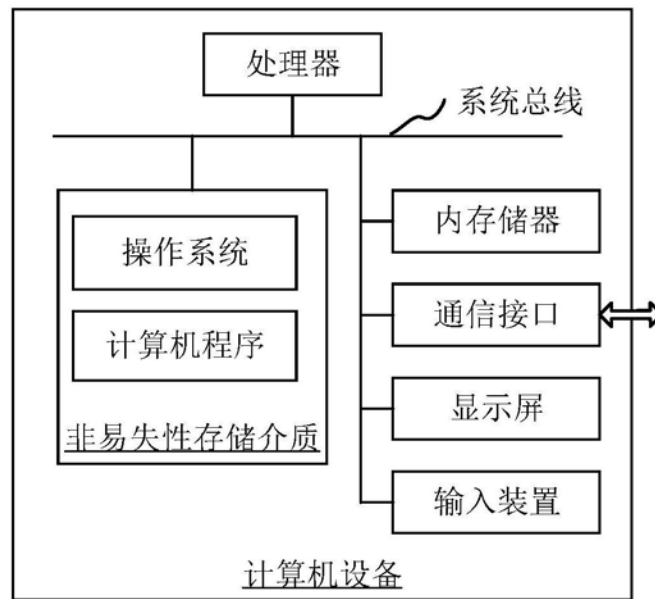 处理器
系统总线
操作系统
计算机程序
非易失性存储介质
内存储器
通信接口
显示屏
输入装置
计算机设备